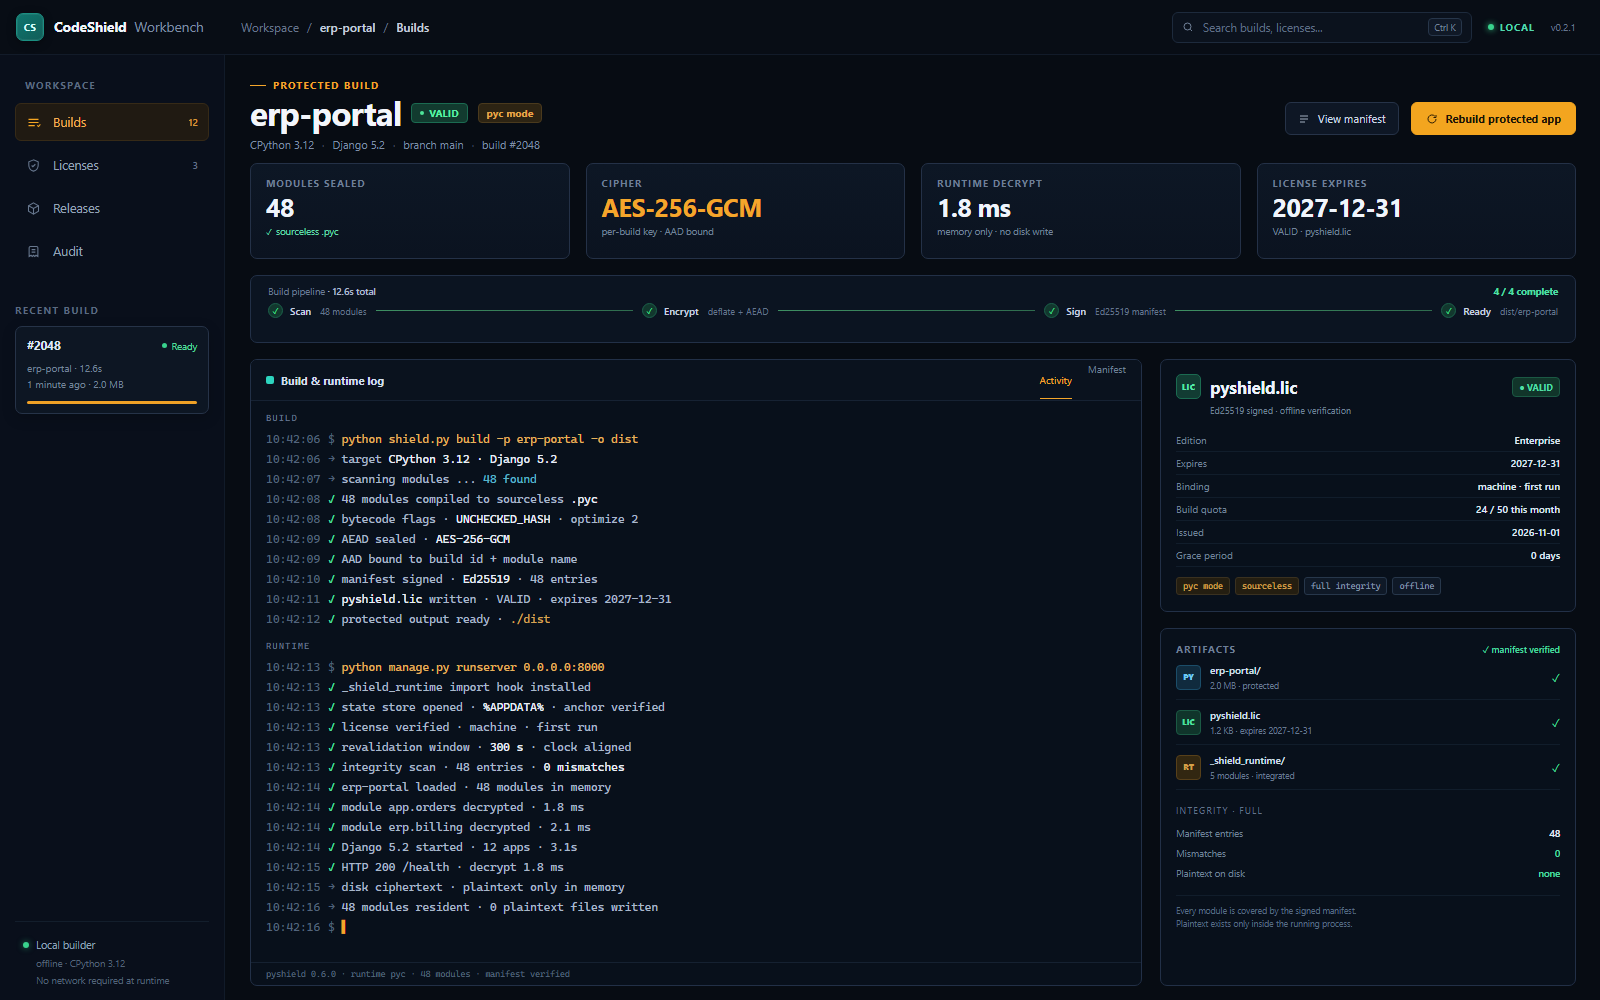 CS CodeShield Workbench
Workspace / erp-portal / Builds
Search builds, licenses... Ctrl K
LOCAL v0.2.1
WORKSPACE
Builds 12
Licenses 3
Releases
Audit
RECENT BUILD
#2048 Ready
erp-portal · 12.6s
1 minute ago · 2.0 MB
Local builder
offline · CPython 3.12
No network required at runtime
PROTECTED BUILD
erp-portal VALID pyc mode
CPython 3.12 · Django 5.2 · branch main · build #2048
View manifest
Rebuild protected app
MODULES SEALED
48
✓ sourceless .pyc
CIPHER
AES-256-GCM
per-build key · AAD bound
RUNTIME DECRYPT
1.8 ms
memory only · no disk write
LICENSE EXPIRES
2027-12-31
VALID · pyshield.lic
Build pipeline · 12.6s total 4 / 4 complete
✓ Scan 48 modules ✓ Encrypt deflate + AEAD ✓ Sign Ed25519 manifest ✓ Ready dist/erp-portal
Build & runtime log Activity Manifest
BUILD
10:42:06 $ python shield.py build -p erp-portal -o dist
10:42:06 → target CPython 3.12 · Django 5.2
10:42:07 → scanning modules ... 48 found
10:42:08 ✓ 48 modules compiled to sourceless .pyc
10:42:08 ✓ bytecode flags · UNCHECKED_HASH · optimize 2
10:42:09 ✓ AEAD sealed · AES-256-GCM
10:42:09 ✓ AAD bound to build id + module name
10:42:10 ✓ manifest signed · Ed25519 · 48 entries
10:42:11 ✓ pyshield.lic written · VALID · expires 2027-12-31
10:42:12 ✓ protected output ready · ./dist
RUNTIME
10:42:13 $ python manage.py runserver 0.0.0.0:8000
10:42:13 ✓ _shield_runtime import hook installed
10:42:13 ✓ state store opened · %APPDATA% · anchor verified
10:42:13 ✓ license verified · machine · first run
10:42:13 ✓ revalidation window · 300 s · clock aligned
10:42:13 ✓ integrity scan · 48 entries · 0 mismatches
10:42:14 ✓ erp-portal loaded · 48 modules in memory
10:42:14 ✓ module app.orders decrypted · 1.8 ms
10:42:14 ✓ module erp.billing decrypted · 2.1 ms
10:42:14 ✓ Django 5.2 started · 12 apps · 3.1s
10:42:15 ✓ HTTP 200 /health · decrypt 1.8 ms
10:42:15 → disk ciphertext · plaintext only in memory
10:42:16 → 48 modules resident · 0 plaintext files written
10:42:16 $
pyshield 0.6.0 · runtime pyc · 48 modules · manifest verified
LIC pyshield.lic VALID
Ed25519 signed · offline verification
Edition Enterprise
Expires 2027-12-31
Binding machine · first run
Build quota 24 / 50 this month
Issued 2026-11-01
Grace period 0 days
pyc mode sourceless full integrity offline
ARTIFACTS ✓ manifest verified
PY erp-portal/ ✓
2.0 MB · protected
LIC pyshield.lic ✓
1.2 KB · expires 2027-12-31
RT _shield_runtime/ ✓
5 modules · integrated
INTEGRITY · FULL
Manifest entries 48
Mismatches 0
Plaintext on disk none
Every module is covered by the signed manifest.
Plaintext exists only inside the running process.